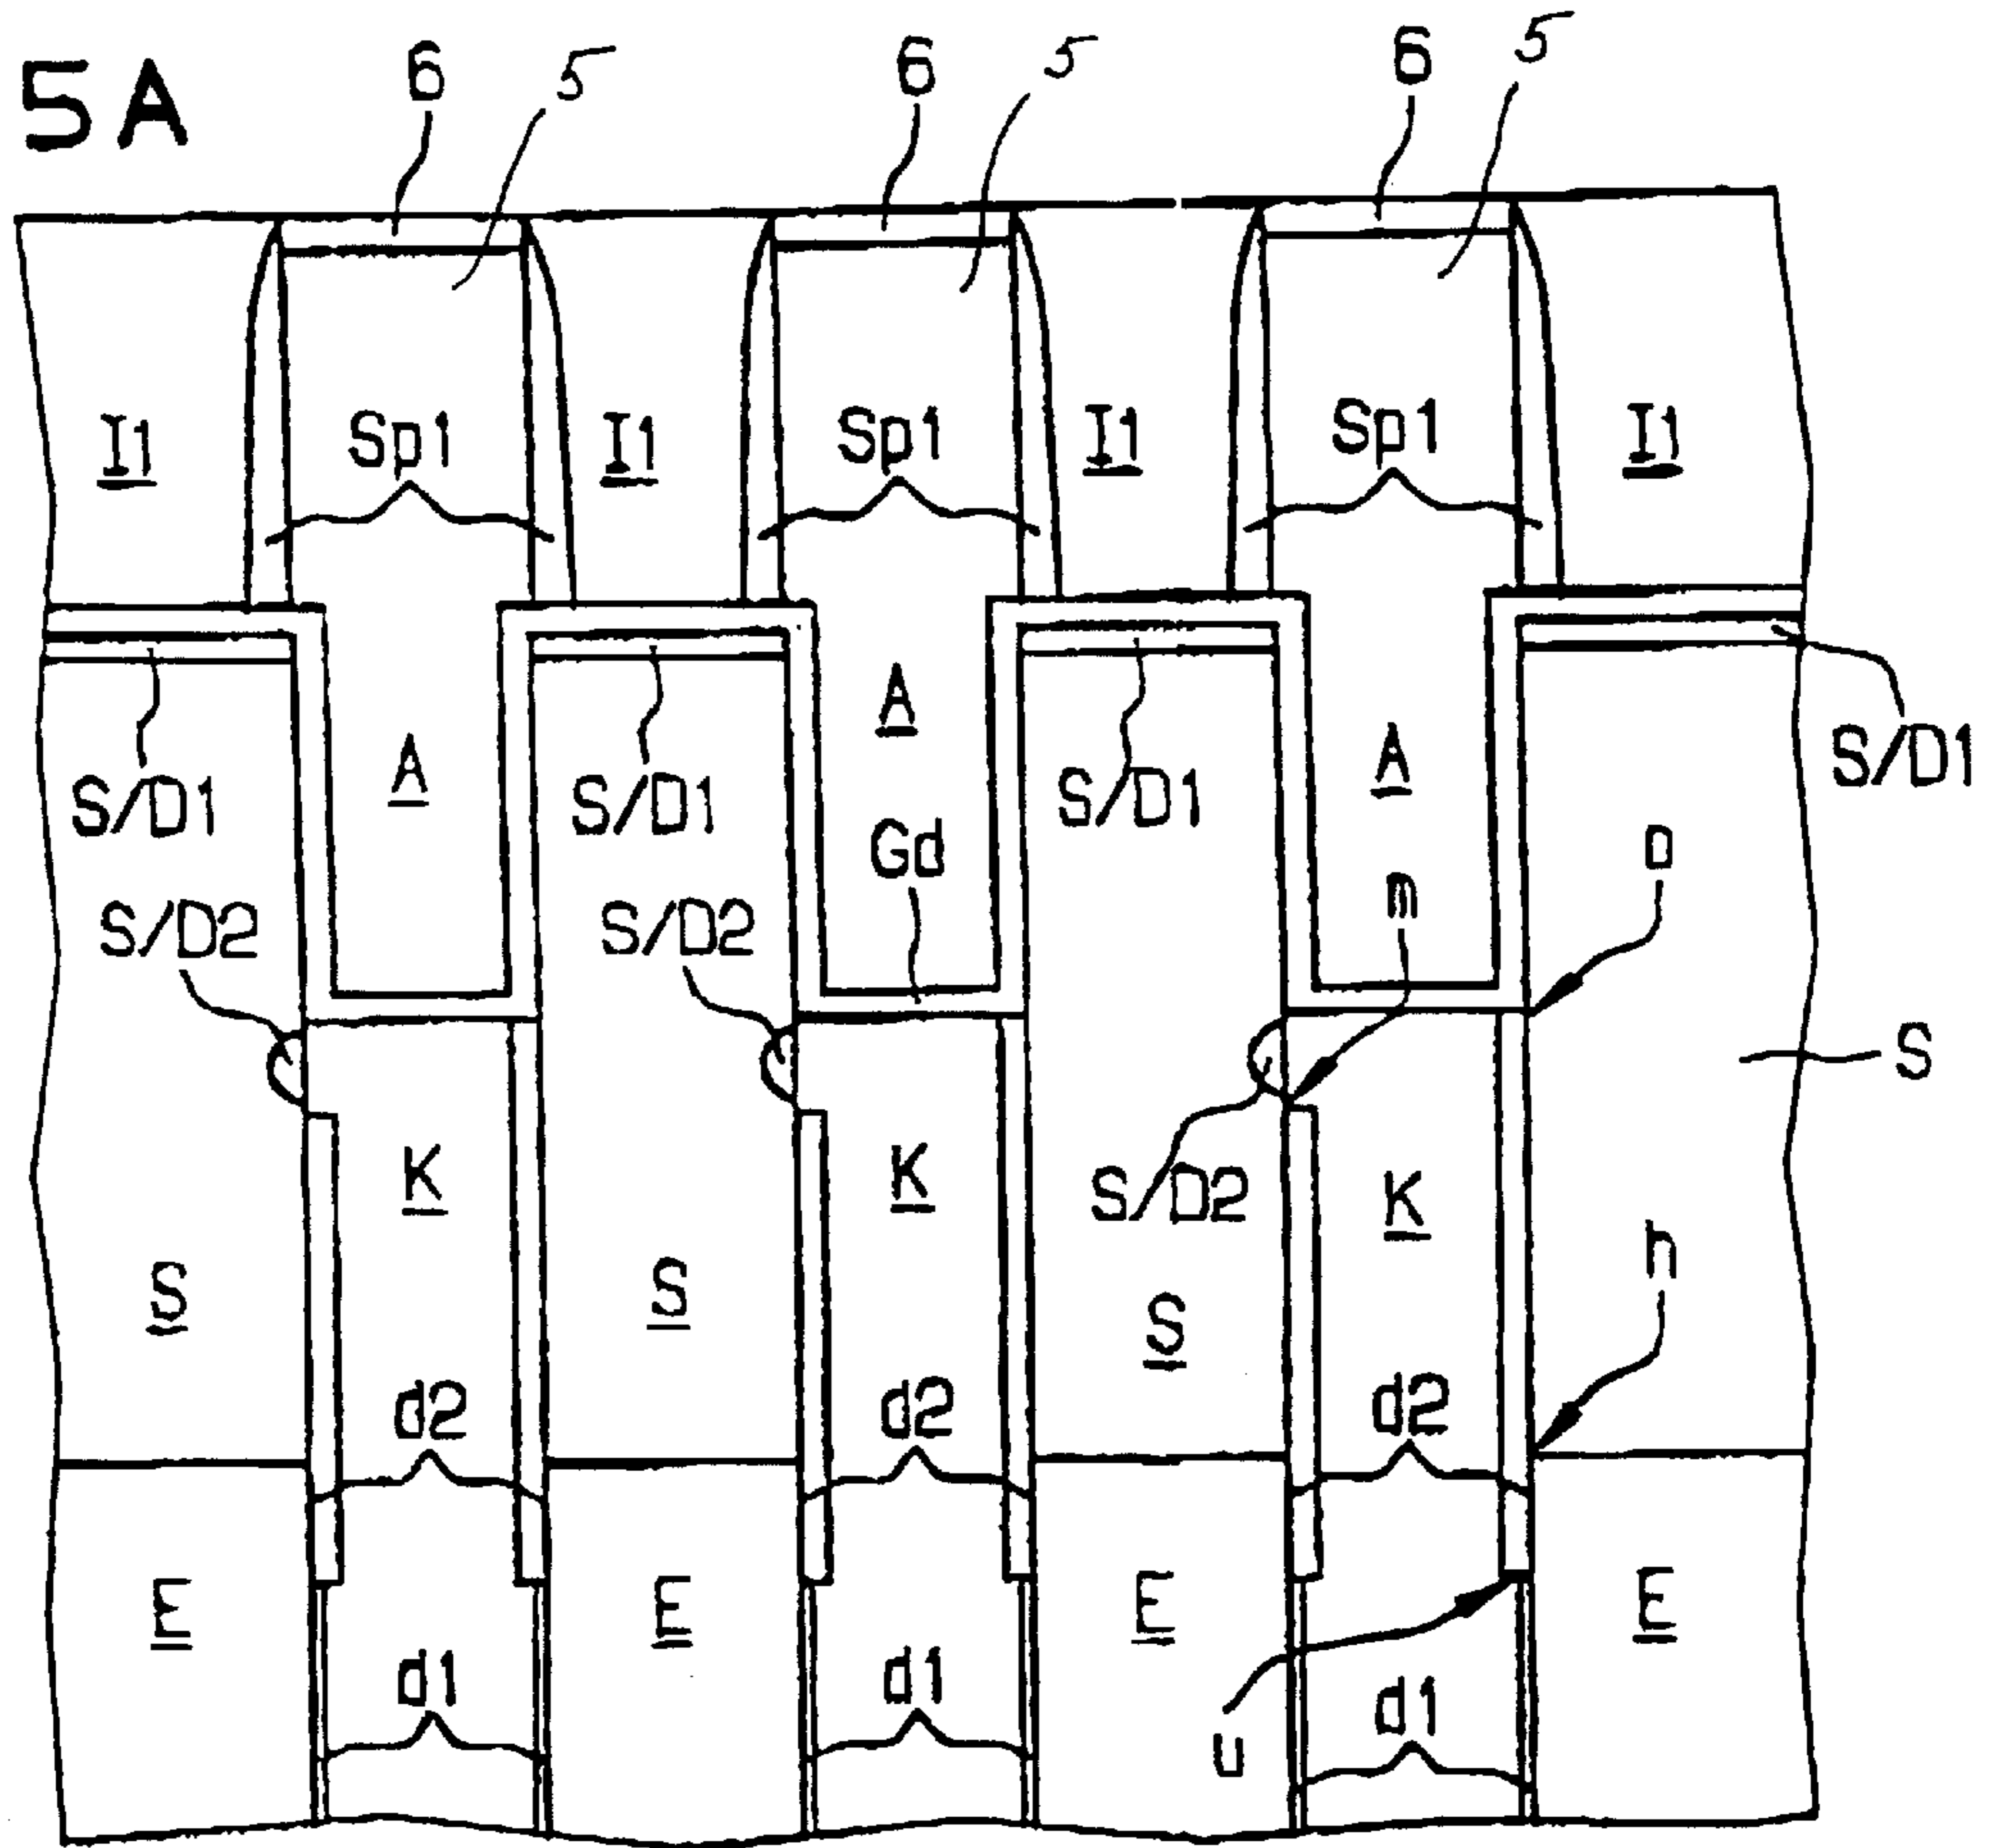 5A
6 5 6 5 6 5
I1 Sp1 I1 Sp1 I1 Sp1 I1
A
S/D1 A S/D1 S/D1 A S/D1
Gd o
S/D2 S/D2 m
S
K K S/D2 K
S S S h
d2 d2 d2
E E E E
d1 d1 d1
u